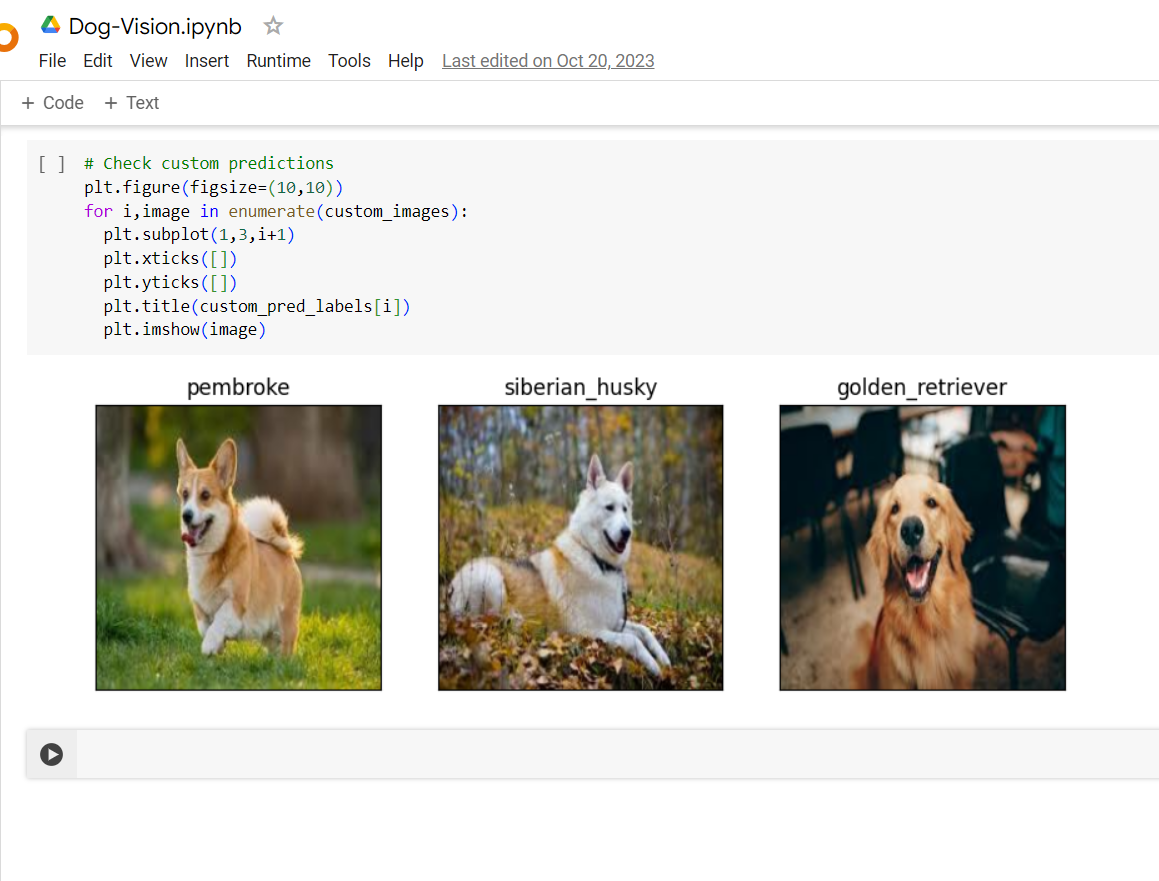 Dog-Vision.ipynb
File Edit View Insert Runtime Tools Help Last edited on Oct 20, 2023
+ Code + Text
[ ] # Check custom predictions
plt.figure(figsize=(10,10))
for i,image in enumerate(custom_images):
  plt.subplot(1,3,i+1)
  plt.xticks([])
  plt.yticks([])
  plt.title(custom_pred_labels[i])
  plt.imshow(image)
pembroke siberian_husky golden_retriever